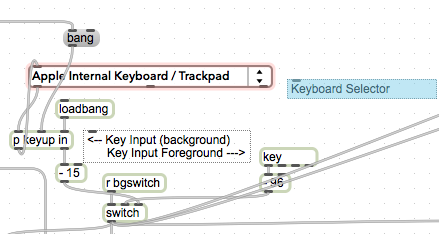 bang
Apple Internal Keyboard / Trackpad
Keyboard Selector
loadbang
p keyup in
<-- Key Input (background)
Key Input Foreground --->
key
- 15
r bgswitch
- 96
switch